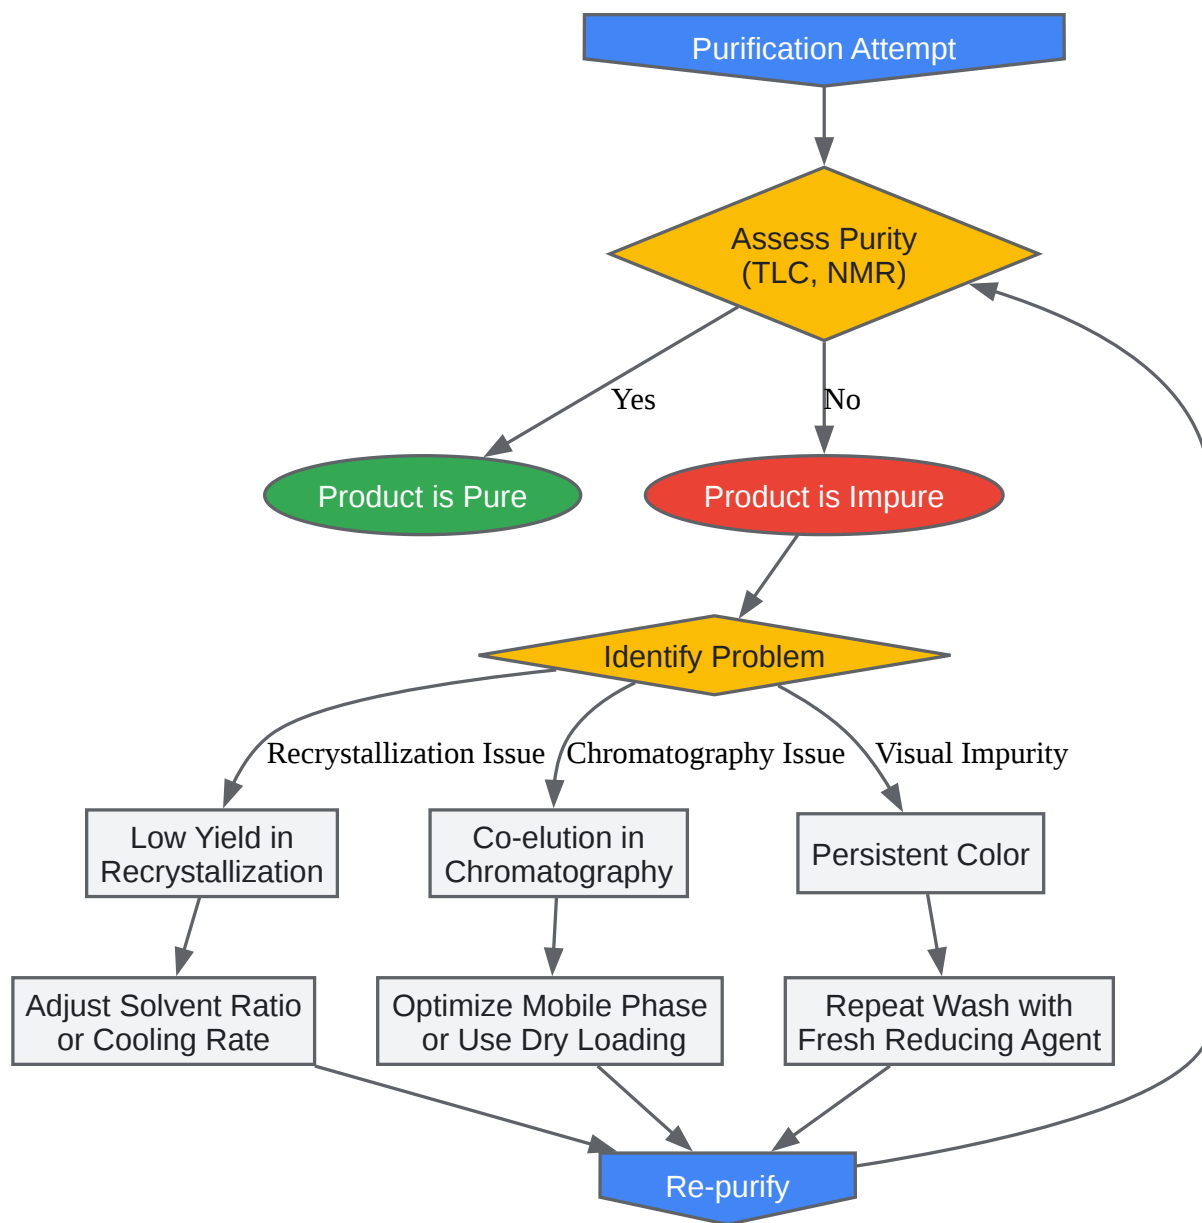 Purification Attempt
Assess Purity
(TLC, NMR)
Yes
No
Product is Pure
Product is Impure
Identify Problem
Recrystallization Issue
Chromatography Issue
Visual Impurity
Low Yield in
Recrystallization
Co-elution in
Chromatography
Persistent Color
Adjust Solvent Ratio
or Cooling Rate
Optimize Mobile Phase
or Use Dry Loading
Repeat Wash with
Fresh Reducing Agent
Re-purify